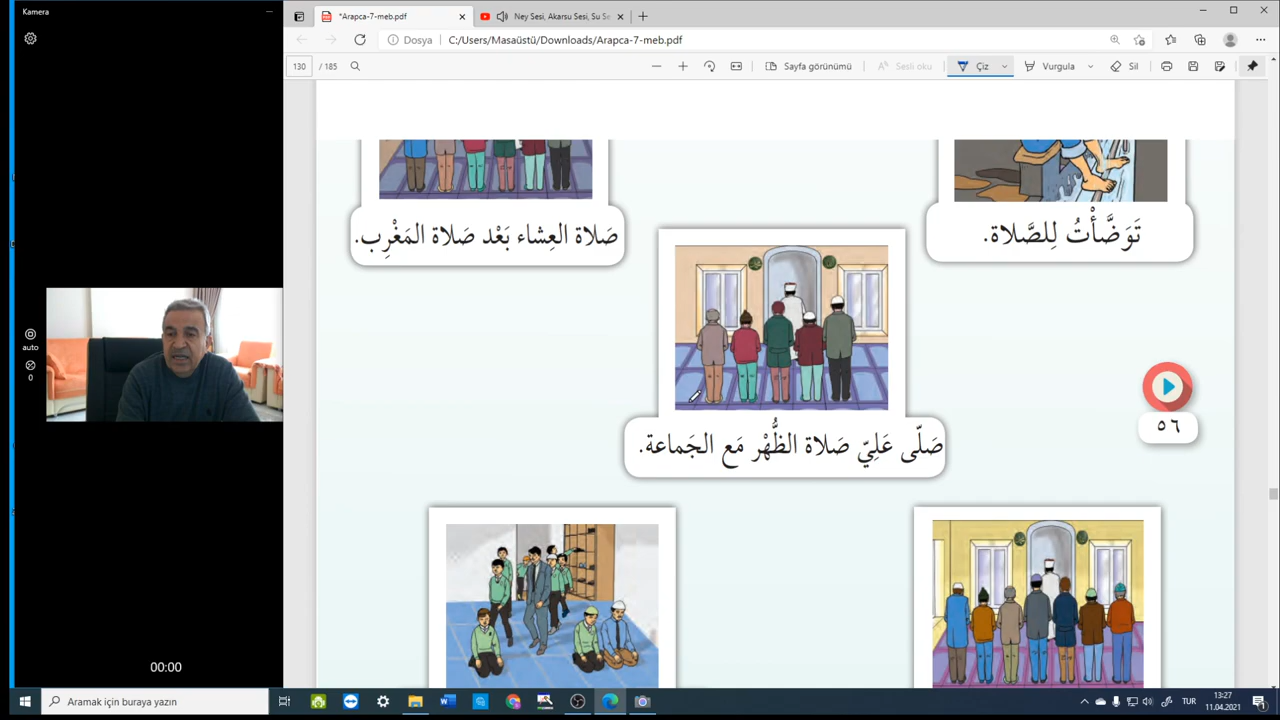 Kamera
*Arapca-7-meb.pdf
Ney Sesi, Akarsu Sesi, Su Se
Dosya
C:/Users/Masaüstü/Downloads/Arapca-7-meb.pdf
130 / 185
Sayfa görünümü
Sesli oku
Çiz
Vurgula
Sil
تَوَضَّأْتُ لِلصَّلاة.
صَلاة العِشاء بَعْد صَلاة المَغْرِب.
صَلّى عَلِيّ صَلاة الظُّهْر مَع الجَماعة.
٥٦
auto
0
00:00
Aramak için buraya yazın
TUR
13:27
11.04.2021
1